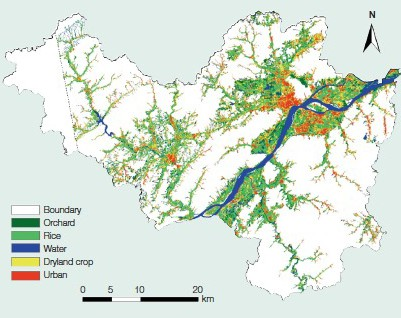 N
Boundary
Orchard
Rice
Water
Dryland crop
Urban
0 5 10 20
km